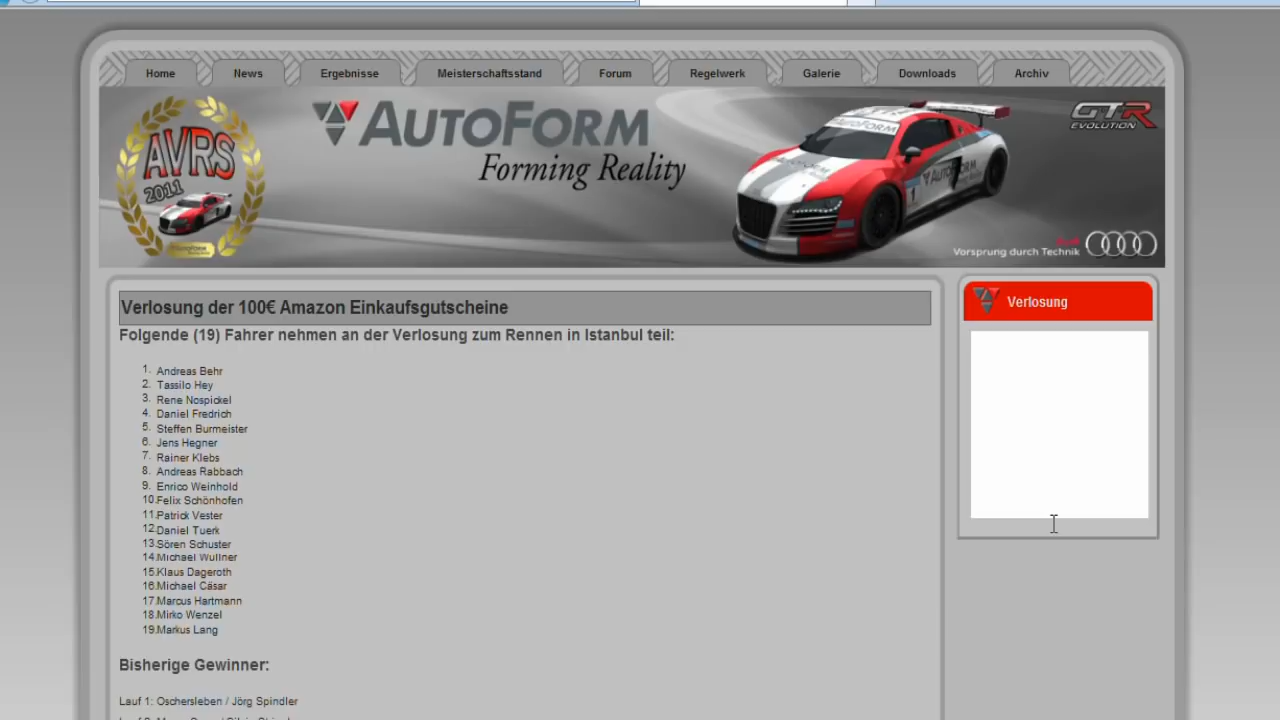 Home News Ergebnisse Meisterschaftsstand Forum Regelwerk Galerie Downloads Archiv
AVRS
2011
AUTOFORM
Forming Reality
AUTOFORM
AUTOFORM
1
GTR
EVOLUTION
Audi
Vorsprung durch Technik
Verlosung der 100€ Amazon Einkaufsgutscheine
Folgende (19) Fahrer nehmen an der Verlosung zum Rennen in Istanbul teil:
1. Andreas Behr
2. Tassilo Hey
3. Rene Nospickel
4. Daniel Fredrich
5. Steffen Burmeister
6. Jens Hegner
7. Rainer Klebs
8. Andreas Rabbach
9. Enrico Weinhold
10. Felix Schönhofen
11. Patrick Vester
12. Daniel Tuerk
13. Sören Schuster
14. Michael Wullner
15. Klaus Dageroth
16. Michael Cäsar
17. Marcus Hartmann
18. Mirko Wenzel
19. Markus Lang
Bisherige Gewinner:
Lauf 1: Oschersleben / Jörg Spindler
Verlosung